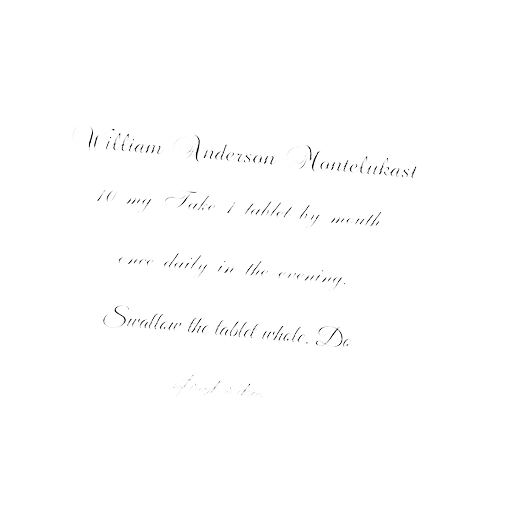 William Anderson Montelukast
10 mg Take 1 tablet by mouth
once daily in the evening.
Swallow the tablet whole. Do